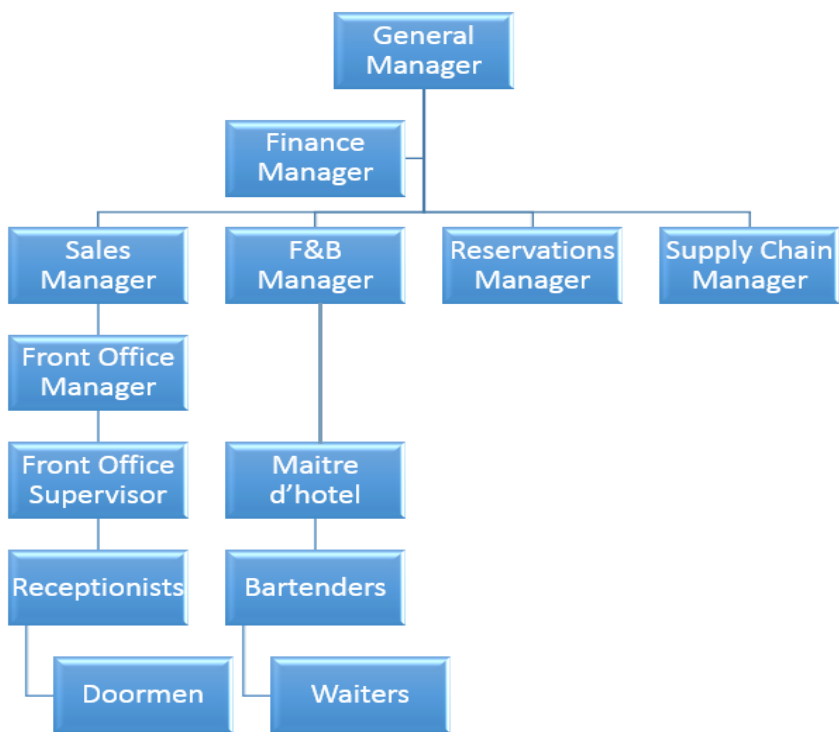 General
Manager
Finance
Manager
Sales
Manager
F&B
Manager
Reservations
Manager
Supply Chain
Manager
Front Office
Manager
Front Office
Supervisor
Maitre
d’hotel
Receptionists
Bartenders
Doormen
Waiters